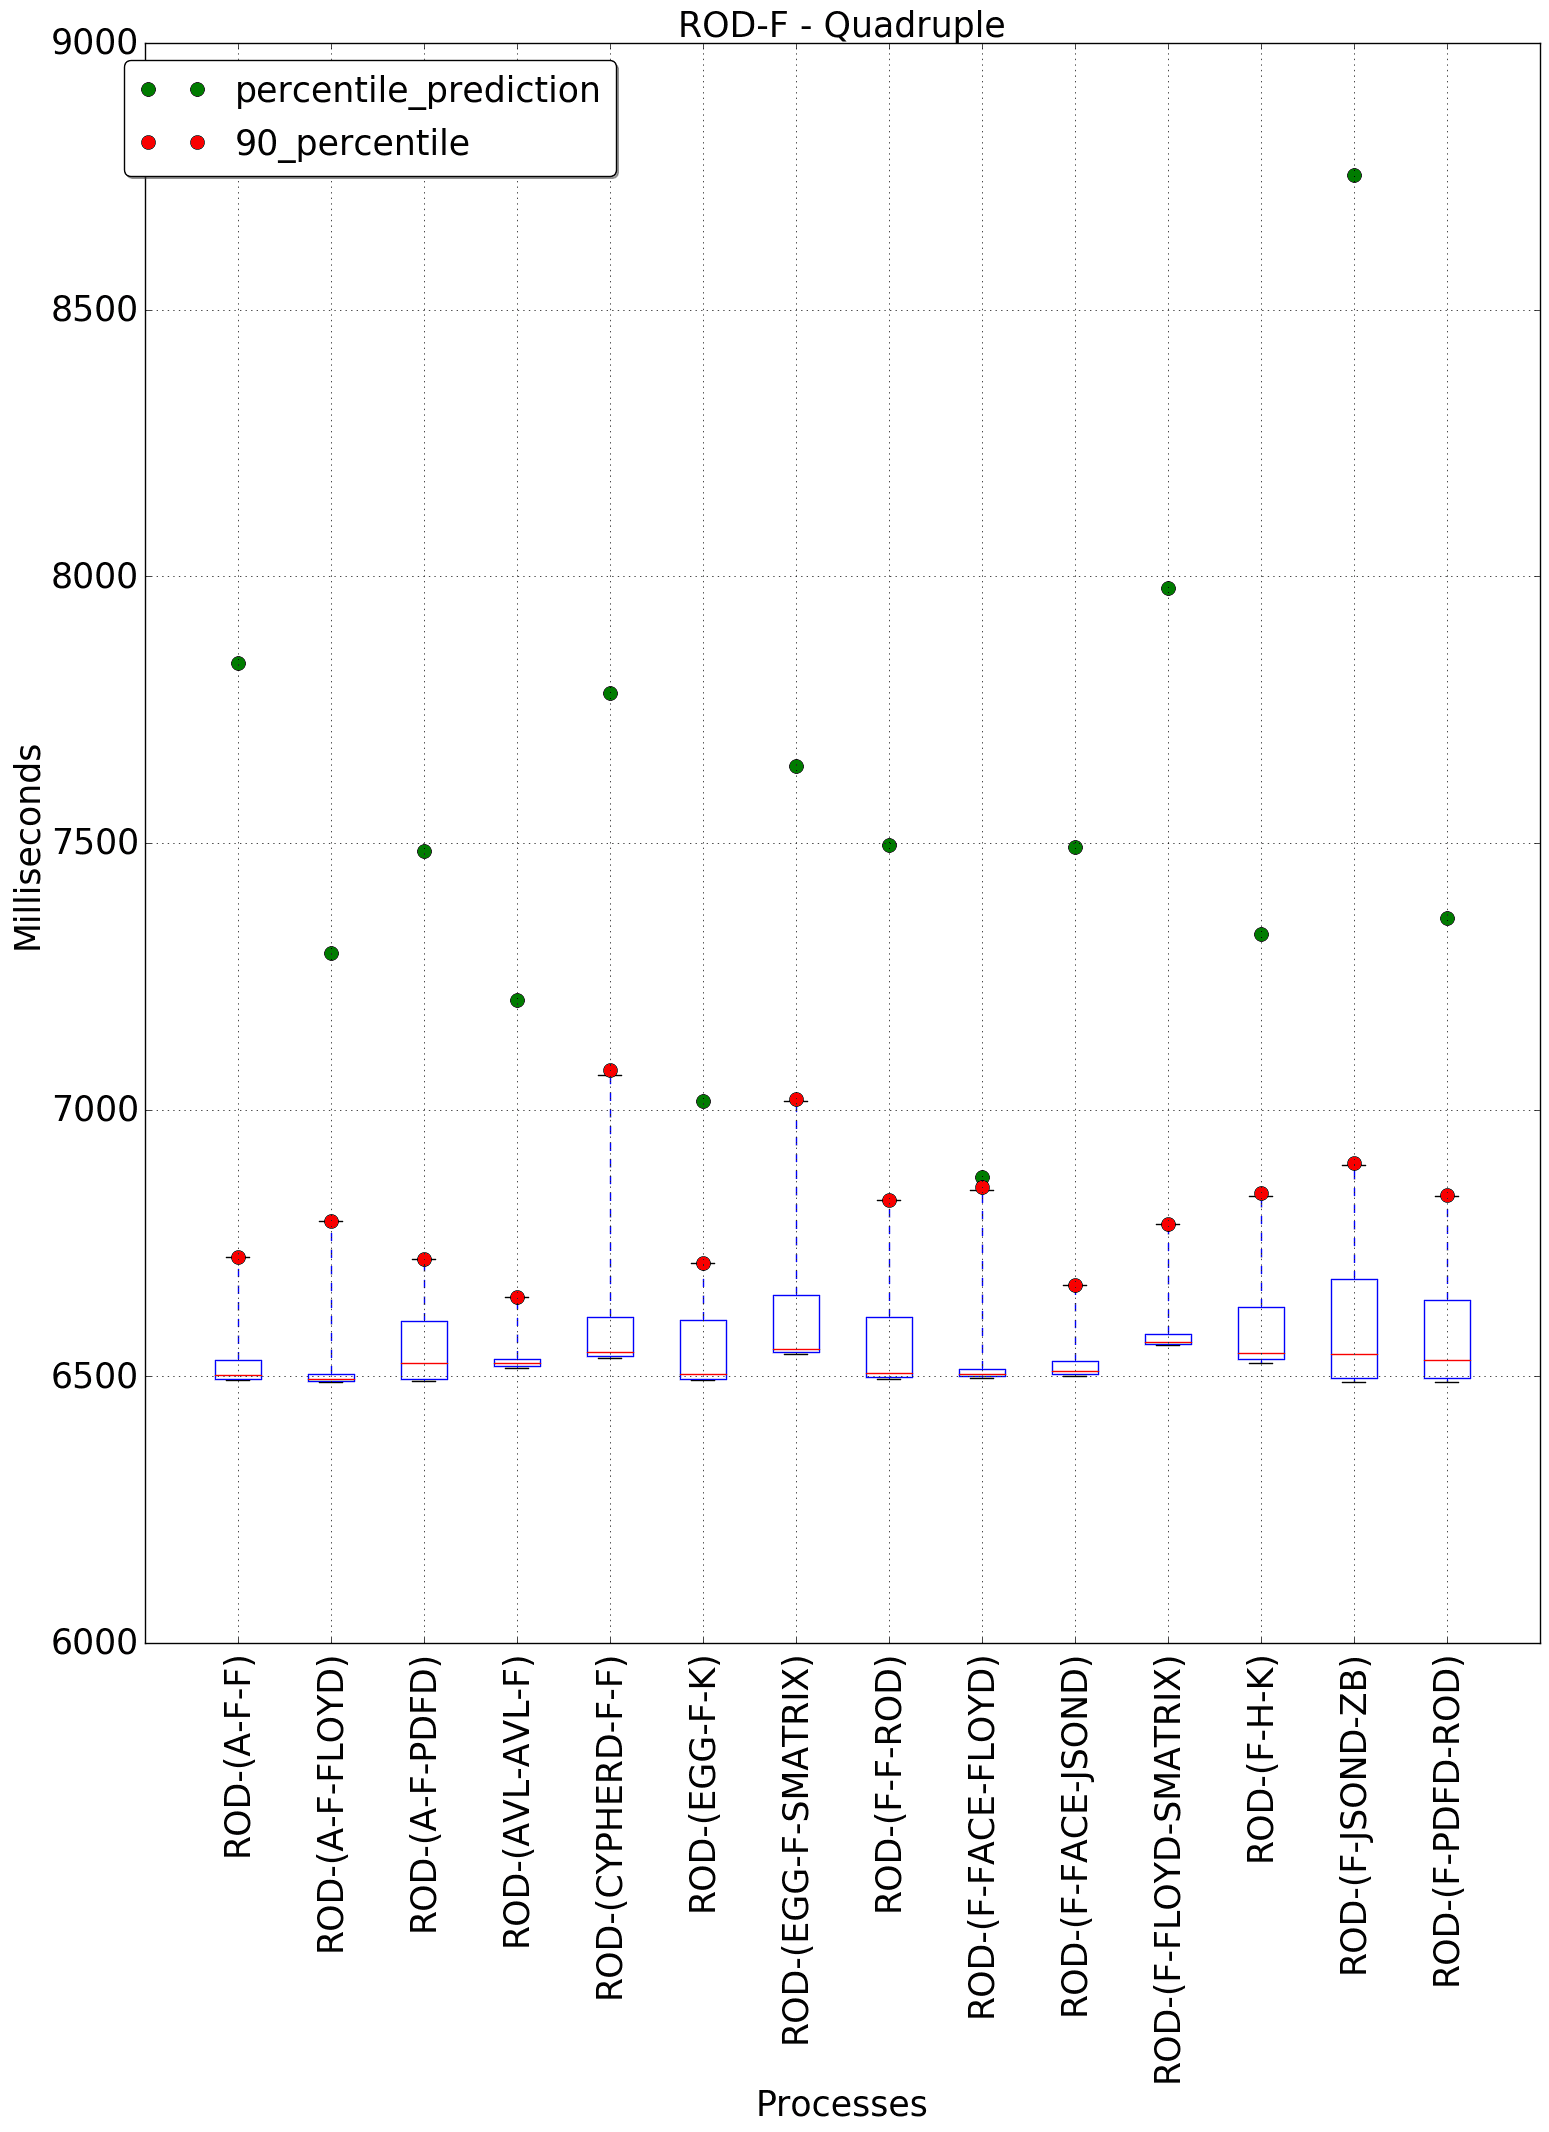 ROD-F - Quadruple
percentile_prediction
90_percentile
9000
8500
8000
7500
7000
6500
6000
Milliseconds
ROD-(A-F-F)
ROD-(A-F-FLOYD)
ROD-(A-F-PDFD)
ROD-(AVL-AVL-F)
ROD-(CYPHERD-F-F)
ROD-(EGG-F-K)
ROD-(EGG-F-SMATRIX)
ROD-(F-F-ROD)
ROD-(F-FACE-FLOYD)
ROD-(F-FACE-JSOND)
ROD-(F-FLOYD-SMATRIX)
ROD-(F-H-K)
ROD-(F-JSOND-ZB)
ROD-(F-PDFD-ROD)
Processes